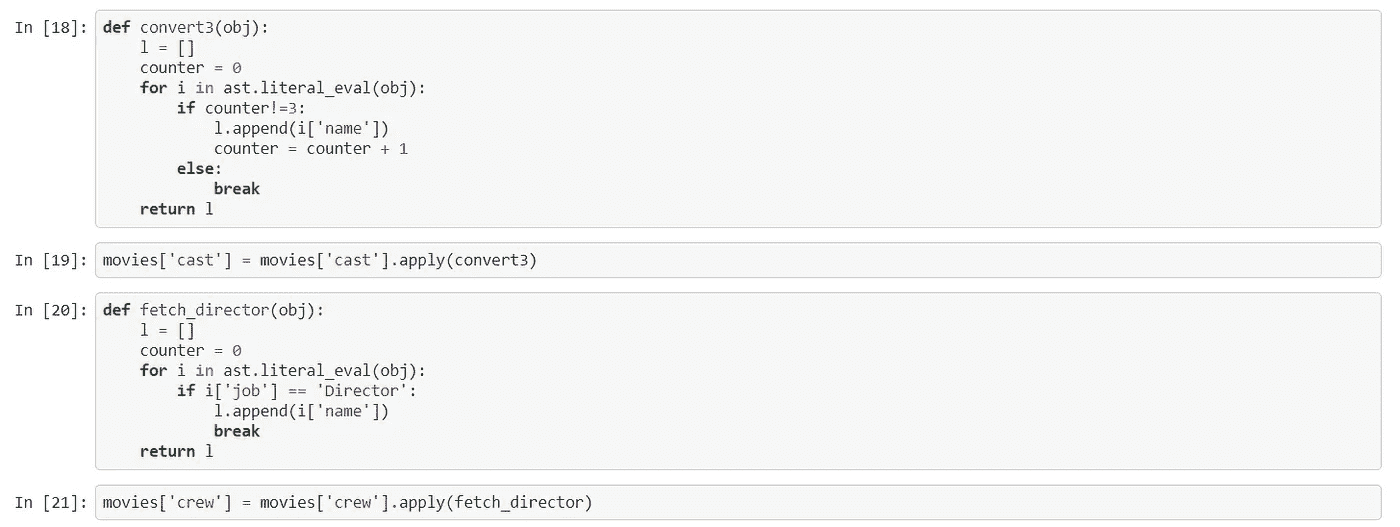 In [18]: def convert3(obj):
    l = []
    counter = 0
    for i in ast.literal_eval(obj):
        if counter!=3:
            l.append(i['name'])
            counter = counter + 1
        else:
            break
    return l
In [19]: movies['cast'] = movies['cast'].apply(convert3)
In [20]: def fetch_director(obj):
    l = []
    counter = 0
    for i in ast.literal_eval(obj):
        if i['job'] == 'Director':
            l.append(i['name'])
            break
    return l
In [21]: movies['crew'] = movies['crew'].apply(fetch_director)